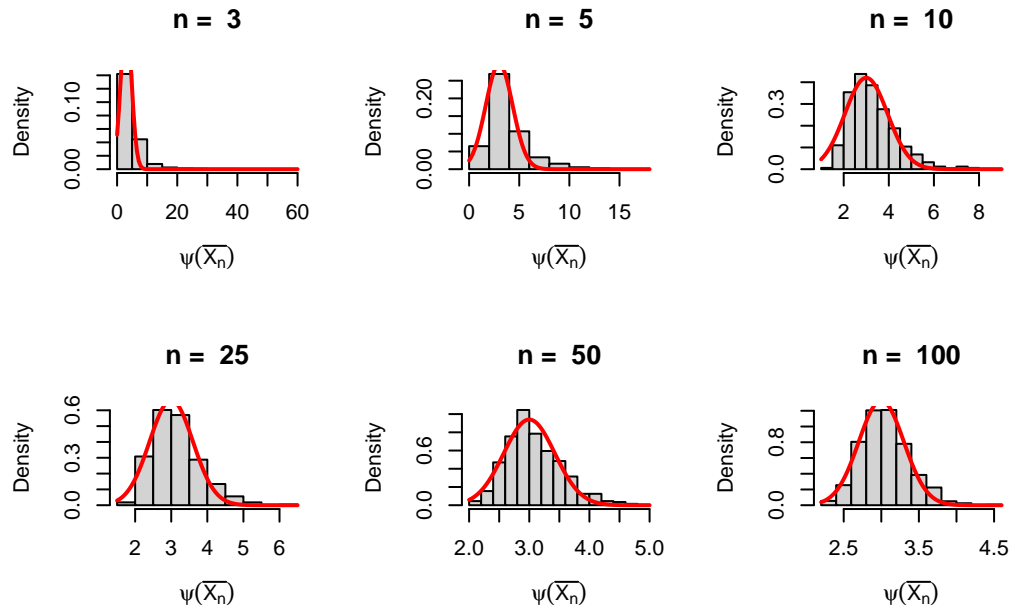 n = 3
Density
0.00 0.10
0 20 40 60
ψ(X̅n)
n = 5
Density
0.00 0.20
0 5 10 15
ψ(X̅n)
n = 10
Density
0.0 0.3
2 4 6 8
ψ(X̅n)
n = 25
Density
0.0 0.3 0.6
2 3 4 5 6
ψ(X̅n)
n = 50
Density
0.0 0.6
2.0 3.0 4.0 5.0
ψ(X̅n)
n = 100
Density
0.0 0.8
2.5 3.5 4.5
ψ(X̅n)